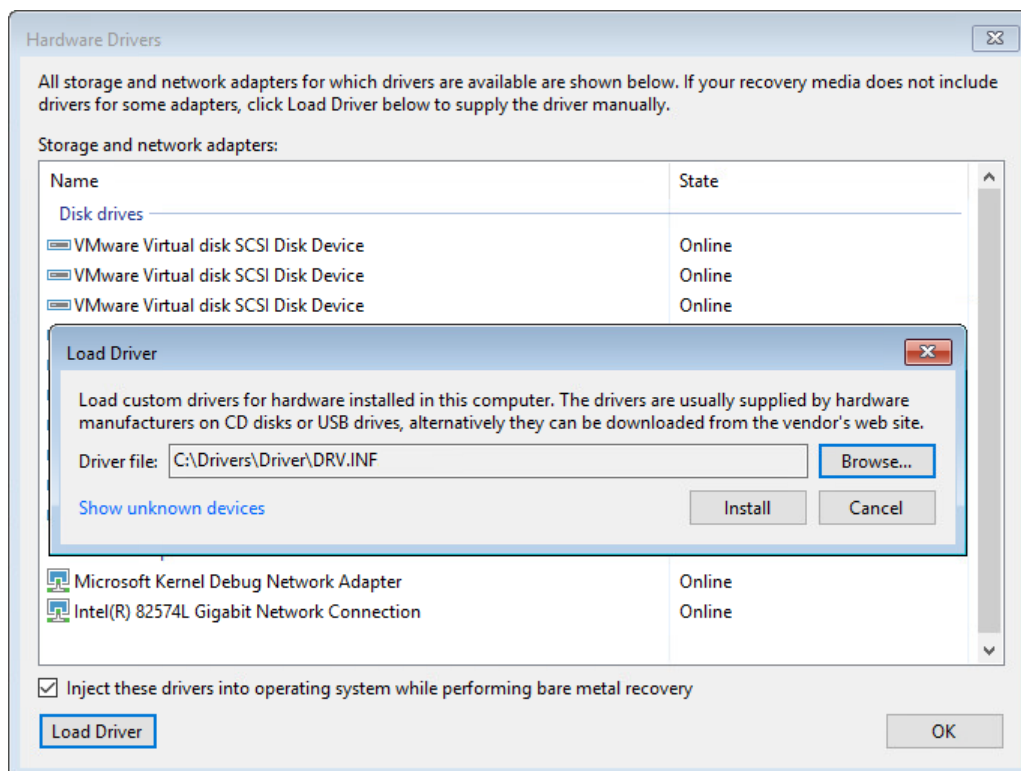 Hardware Drivers
All storage and network adapters for which drivers are available are shown below. If your recovery media does not include
drivers for some adapters, click Load Driver below to supply the driver manually.
Storage and network adapters:
Name State
Disk drives
VMware Virtual disk SCSI Disk Device Online
VMware Virtual disk SCSI Disk Device Online
VMware Virtual disk SCSI Disk Device Online
Load Driver
Load custom drivers for hardware installed in this computer. The drivers are usually supplied by hardware
manufacturers on CD disks or USB drives, alternatively they can be downloaded from the vendor's web site.
Driver file: C:\Drivers\Driver\DRV.INF Browse...
Show unknown devices Install Cancel
Microsoft Kernel Debug Network Adapter Online
Intel(R) 82574L Gigabit Network Connection Online
Inject these drivers into operating system while performing bare metal recovery
Load Driver OK